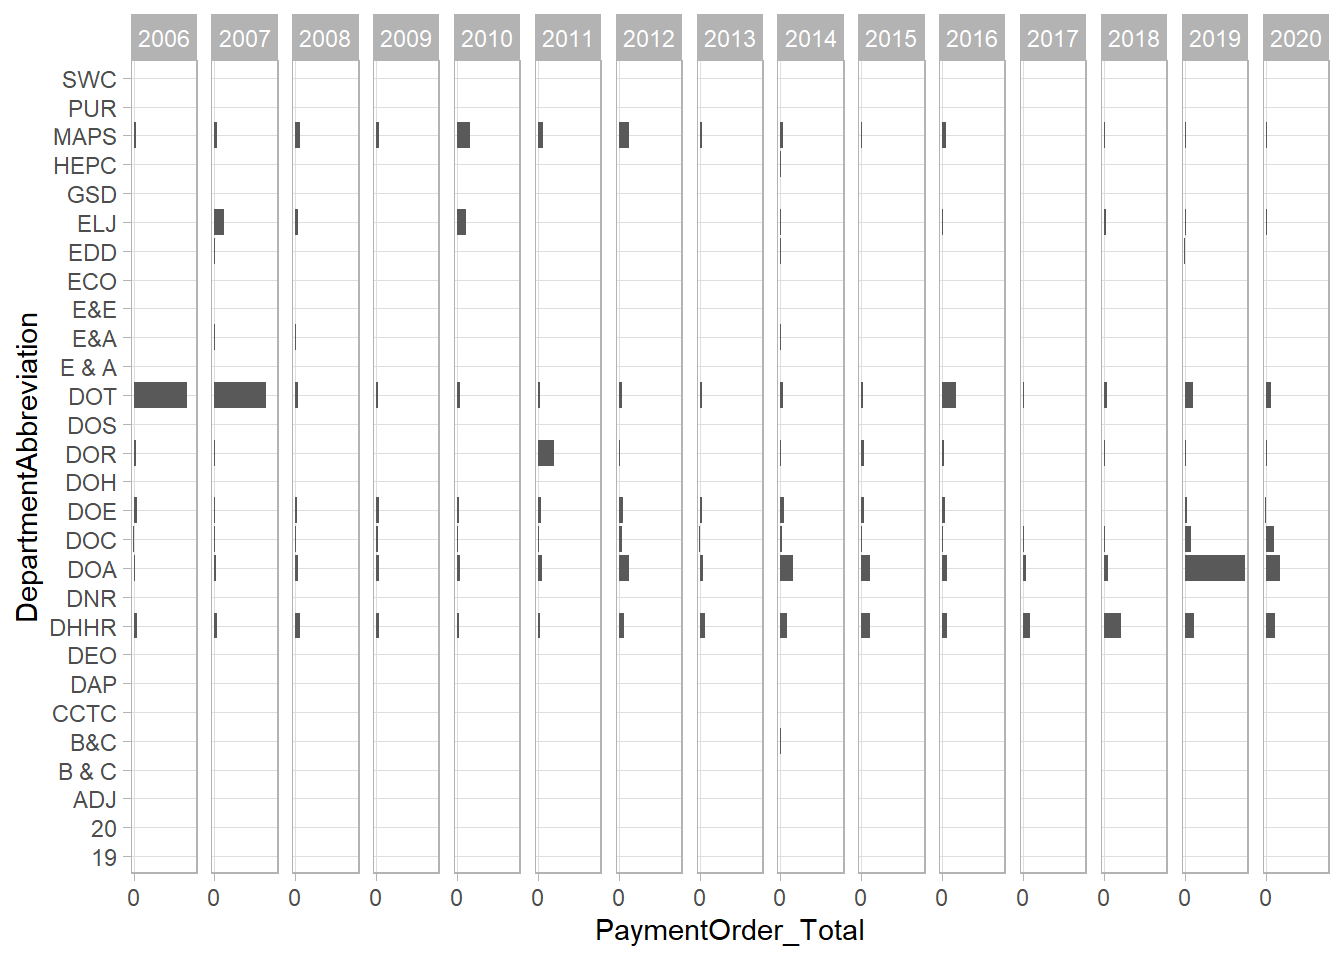 2006 2007 2008 2009 2010 2011 2012 2013 2014 2015 2016 2017 2018 2019 2020
SWC
PUR
MAPS
HEPC
GSD
ELJ
EDD
ECO
E&E
E&A
E & A
DOT
DOS
DOR
DOH
DOE
DOC
DOA
DNR
DHHR
DEO
DAP
CCTC
B&C
B & C
ADJ
20
19
DepartmentAbbreviation
0 0 0 0 0 0 0 0 0 0 0 0 0 0 0
PaymentOrder_Total